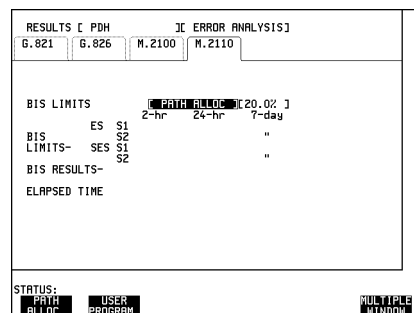 RESULTS [ PDH ][ ERROR ANALYSIS]
G.821 G.826 M.2100 M.2110
BIS LIMITS [ PATH ALLOC ][20.0% ]
2-hr 24-hr 7-day
ES S1
BIS S2 "
LIMITS- SES S1
S2 "
BIS RESULTS-
ELAPSED TIME
STATUS:
PATH USER MULTIPLE
ALLOC PROGRAM WINDOW